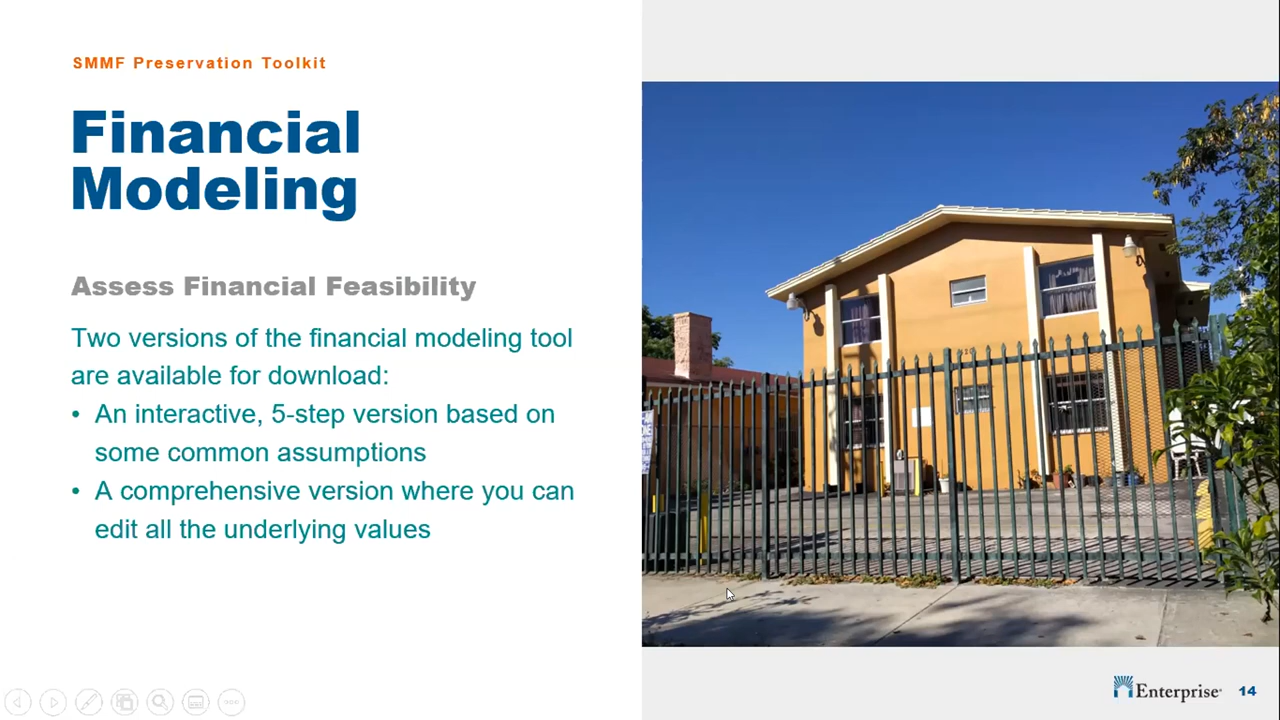 SMMF Preservation Toolkit
Financial
Modeling
Assess Financial Feasibility
Two versions of the financial modeling tool
are available for download:
• An interactive, 5-step version based on
some common assumptions
• A comprehensive version where you can
edit all the underlying values
Enterprise
14